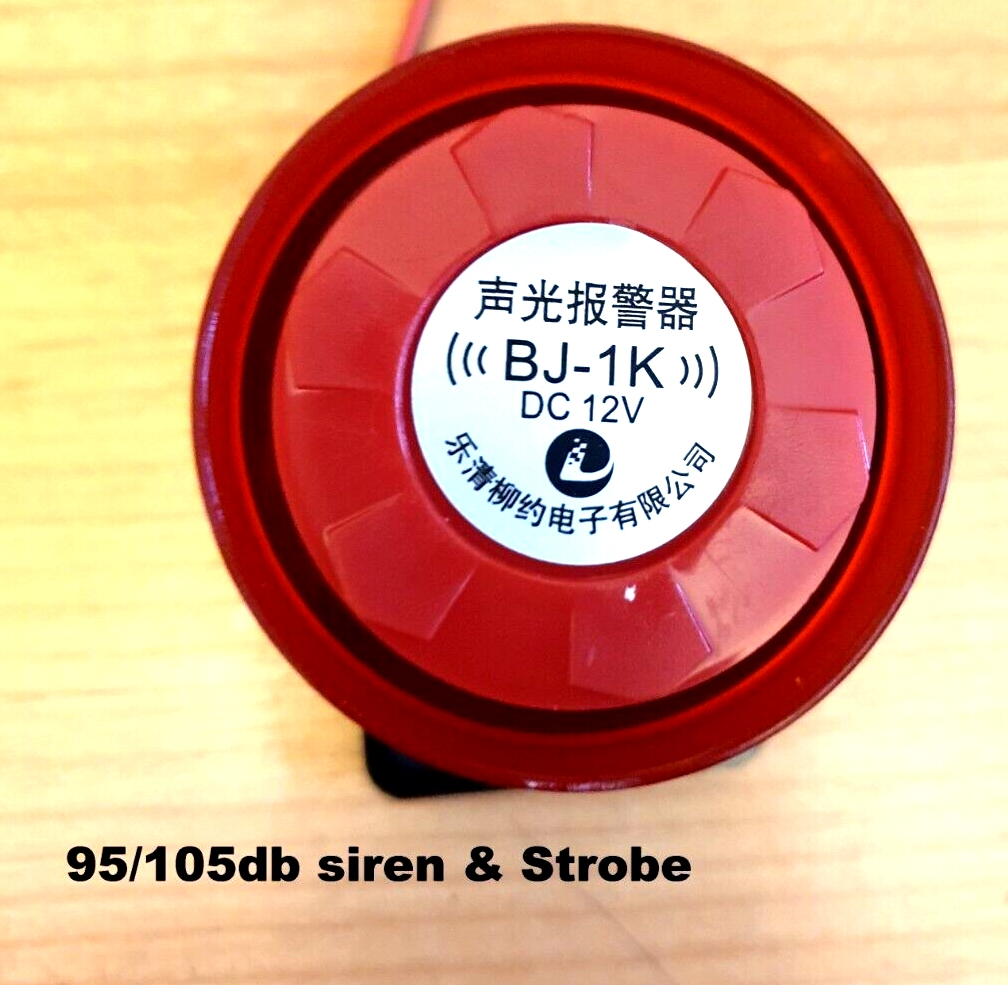 声光报警器
BJ-1K
DC 12V
乐清柳约电子有限公司
95/105db siren & Strobe